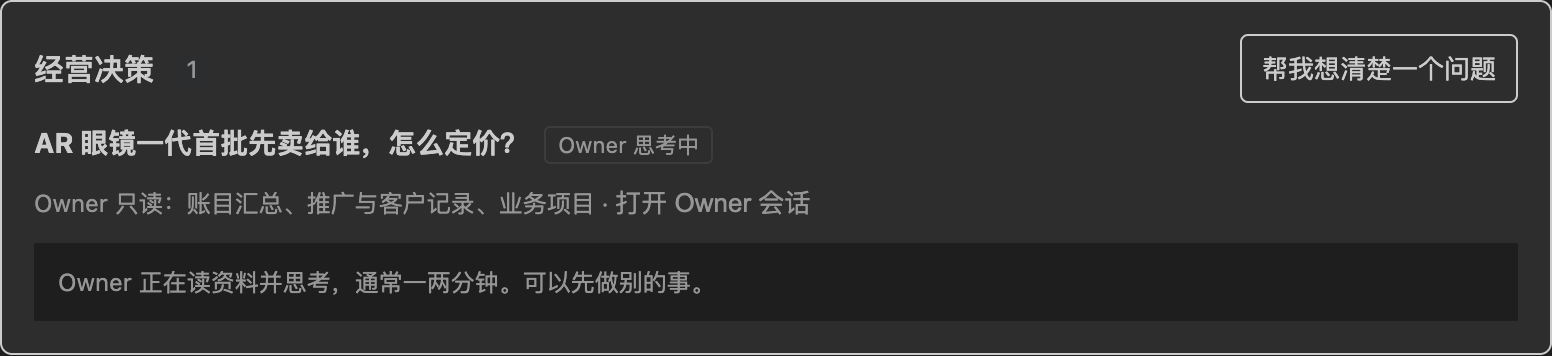 经营决策 1
帮我想清楚一个问题
AR 眼镜一代首批先卖给谁，怎么定价？ Owner 思考中
Owner 只读：账目汇总、推广与客户记录、业务项目 · 打开 Owner 会话
Owner 正在读资料并思考，通常一两分钟。可以先做别的事。